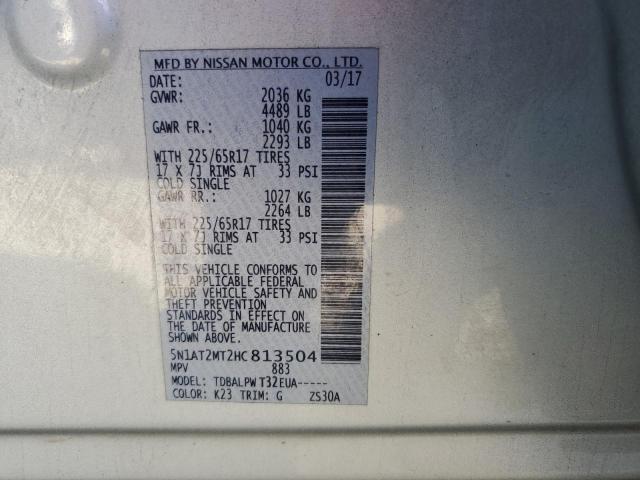 MFD BY NISSAN MOTOR CO., LTD.
DATE: 03/17
GVWR: 2036 KG
4489 LB
GAWR FR.: 1040 KG
2293 LB
WITH 225/65R17 TIRES
17 X 7J RIMS AT 33 PSI
COLD SINGLE
GAWR RR.: 1027 KG
2264 LB
WITH 225/65R17 TIRES
17 X 7J RIMS AT 33 PSI
COLD SINGLE
THIS VEHICLE CONFORMS TO
ALL APPLICABLE FEDERAL
MOTOR VEHICLE SAFETY AND
THEFT PREVENTION
STANDARDS IN EFFECT ON
THE DATE OF MANUFACTURE
SHOWN ABOVE.
5N1AT2MT2HC813504
MPV 883
MODEL: TDBALPWT32EUA-----
COLOR: K23 TRIM: G ZS30A